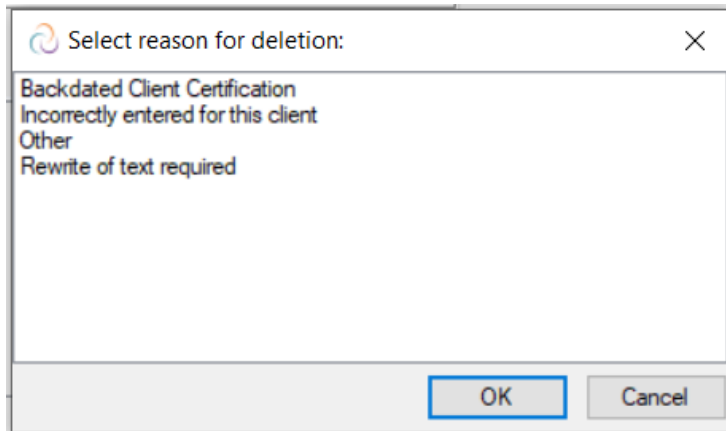 Select reason for deletion:
Backdated Client Certification
Incorrectly entered for this client
Other
Rewrite of text required
OK
Cancel